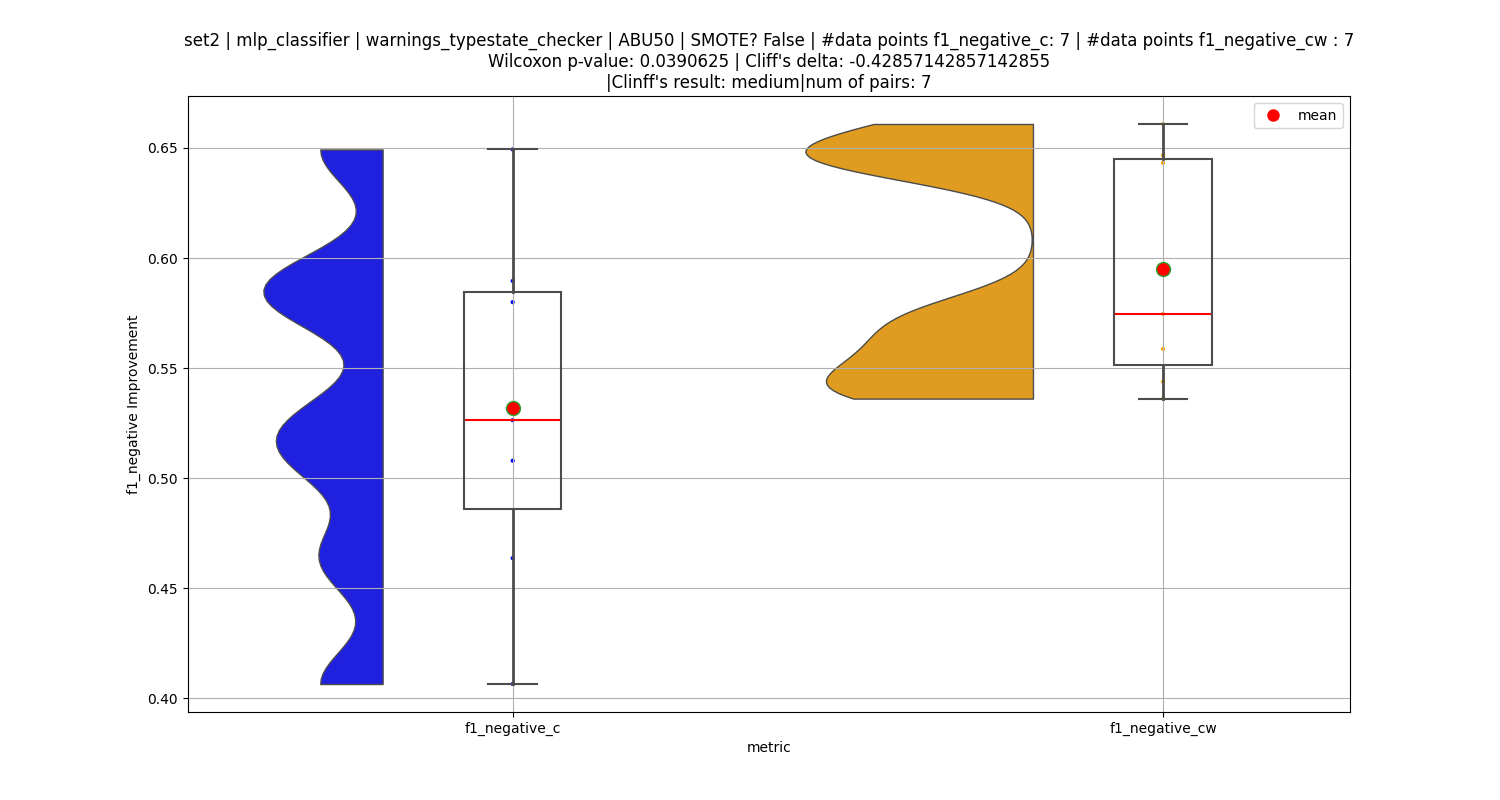 set2 | mlp_classifier | warnings_typestate_checker | ABU50 | SMOTE? False | #data points f1_negative_c: 7 | #data points f1_negative_cw : 7
Wilcoxon p-value: 0.0390625 | Cliff's delta: -0.42857142857142855
|Clinff's result: medium|num of pairs: 7
mean
0.65
0.60
0.55
0.50
0.45
0.40
f1_negative Improvement
f1_negative_c
f1_negative_cw
metric